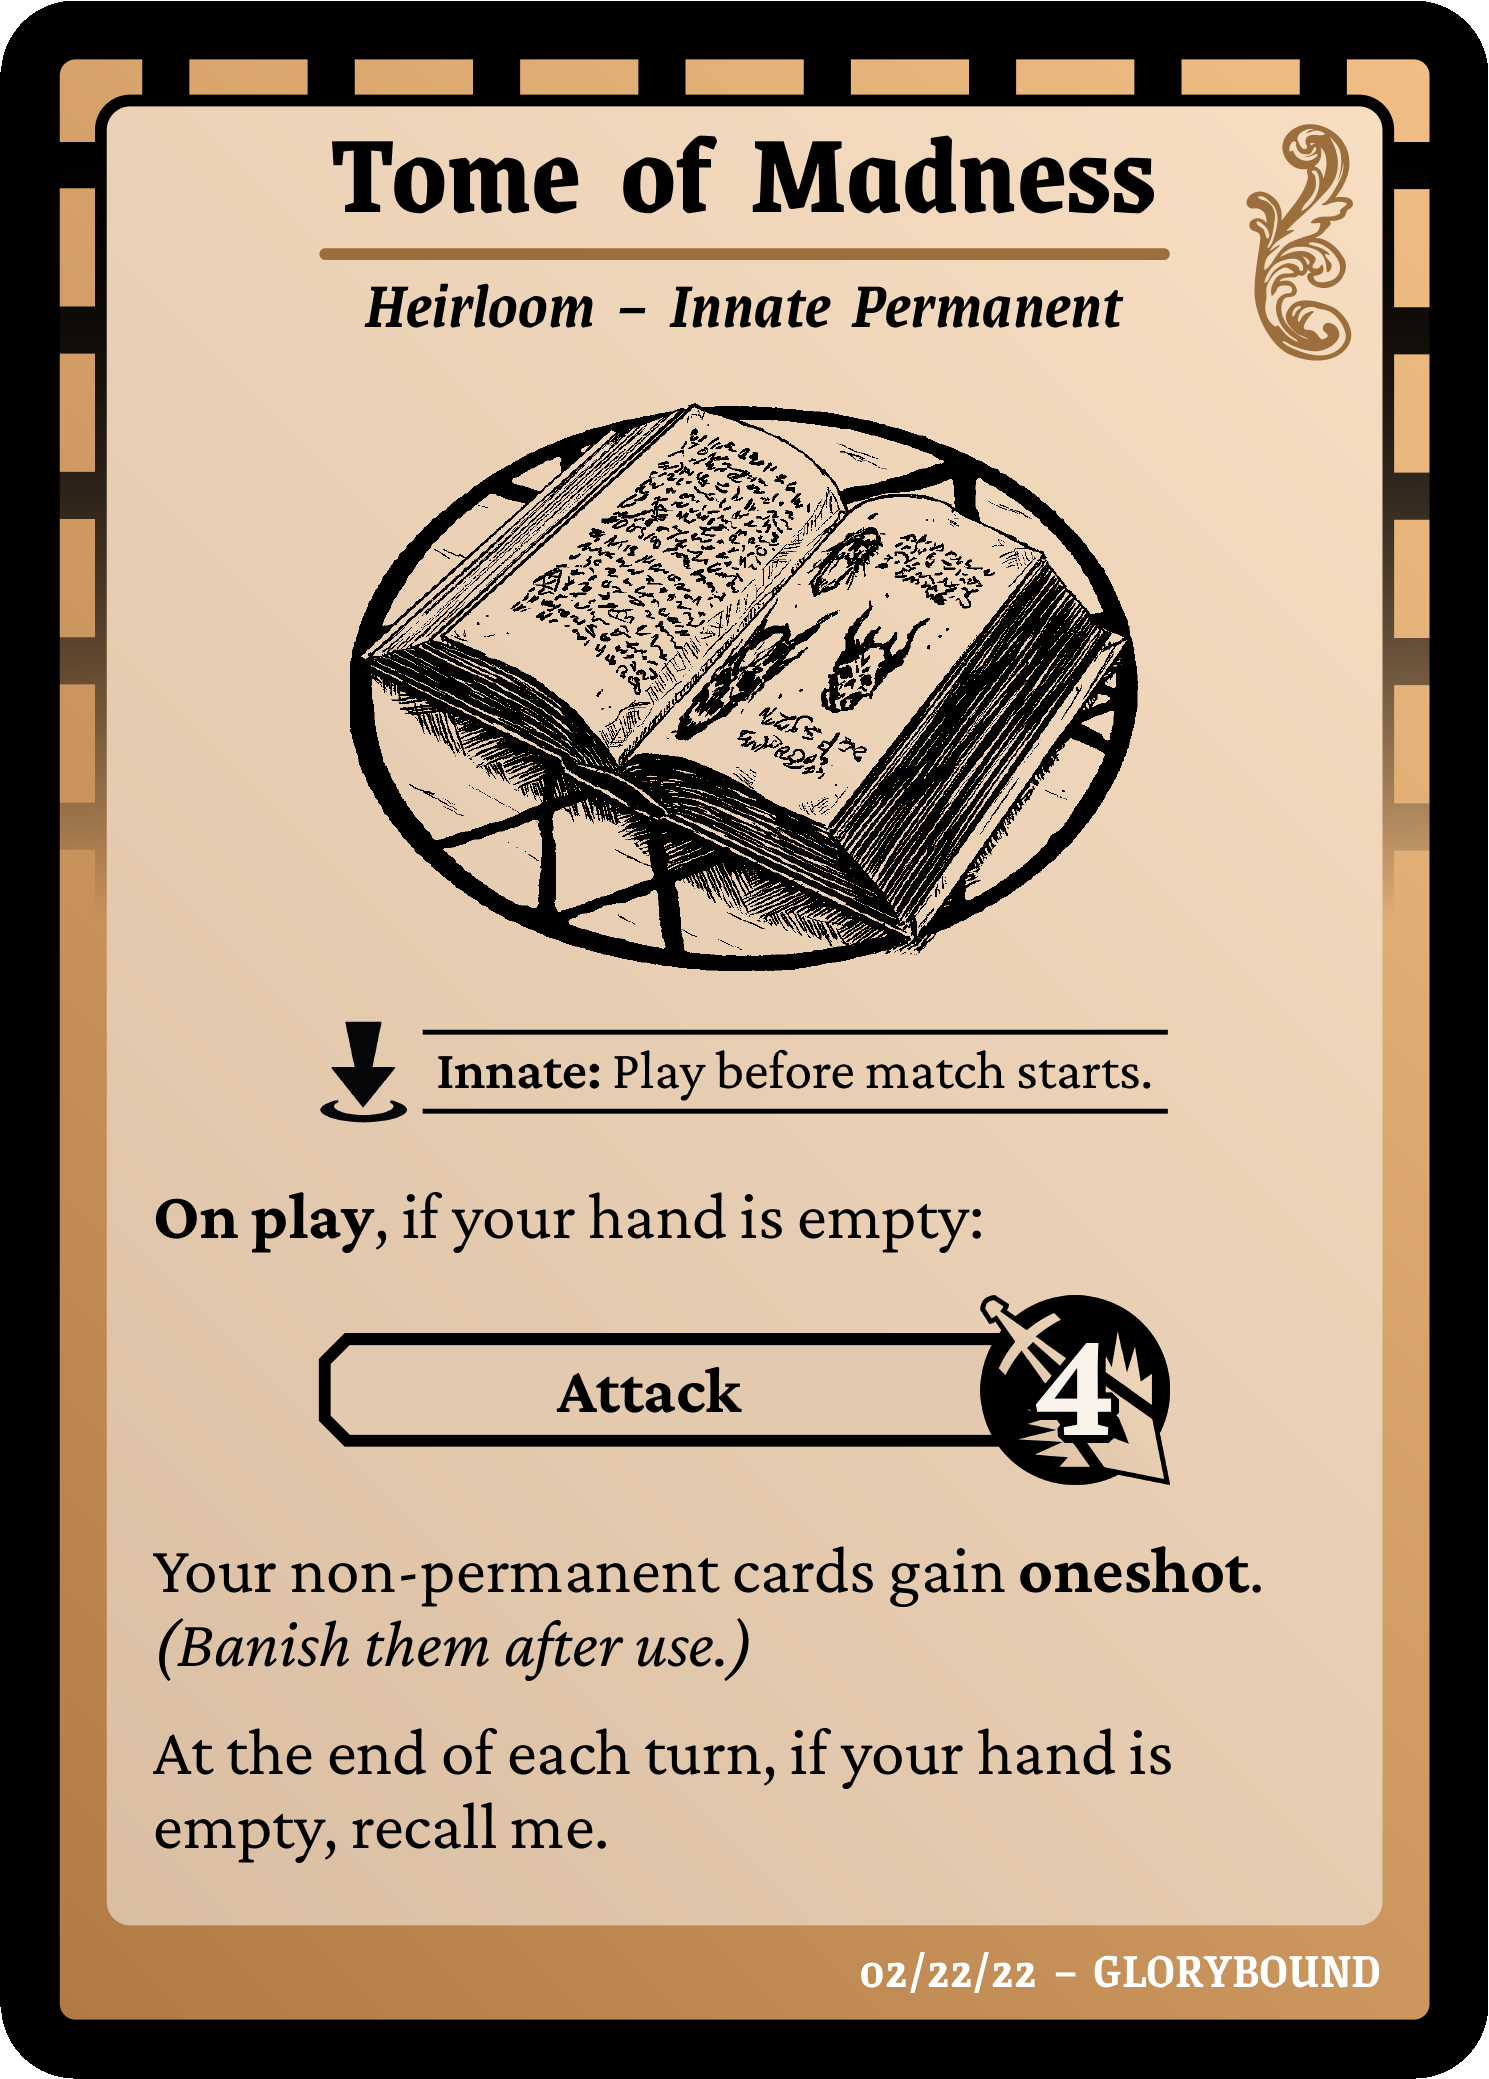 Tome of Madness
Heirloom – Innate Permanent
Innate: Play before match starts.
On play, if your hand is empty:
Attack
4
Your non-permanent cards gain oneshot.
(Banish them after use.)
At the end of each turn, if your hand is
empty, recall me.
02/22/22 – GLORYBOUND